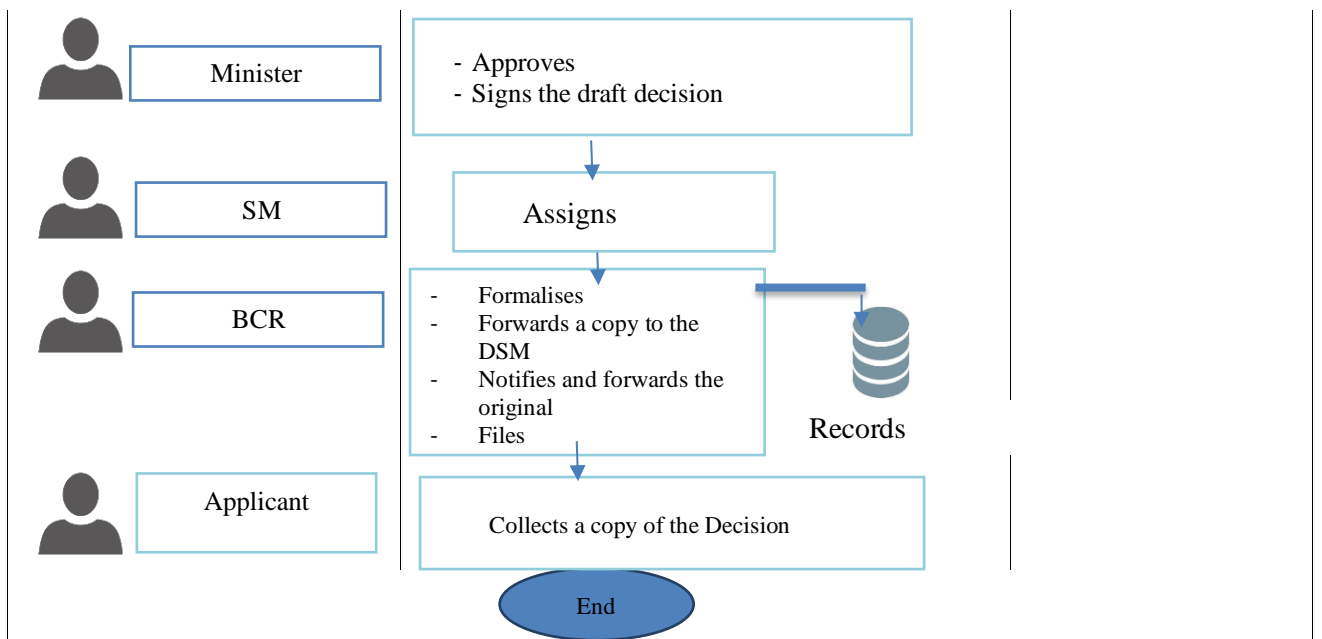 Minister
- Approves
- Signs the draft decision
SM
Assigns
BCR
- Formalises
- Forwards a copy to the
DSM
- Notifies and forwards the
original
- Files
Records
Applicant
Collects a copy of the Decision
End